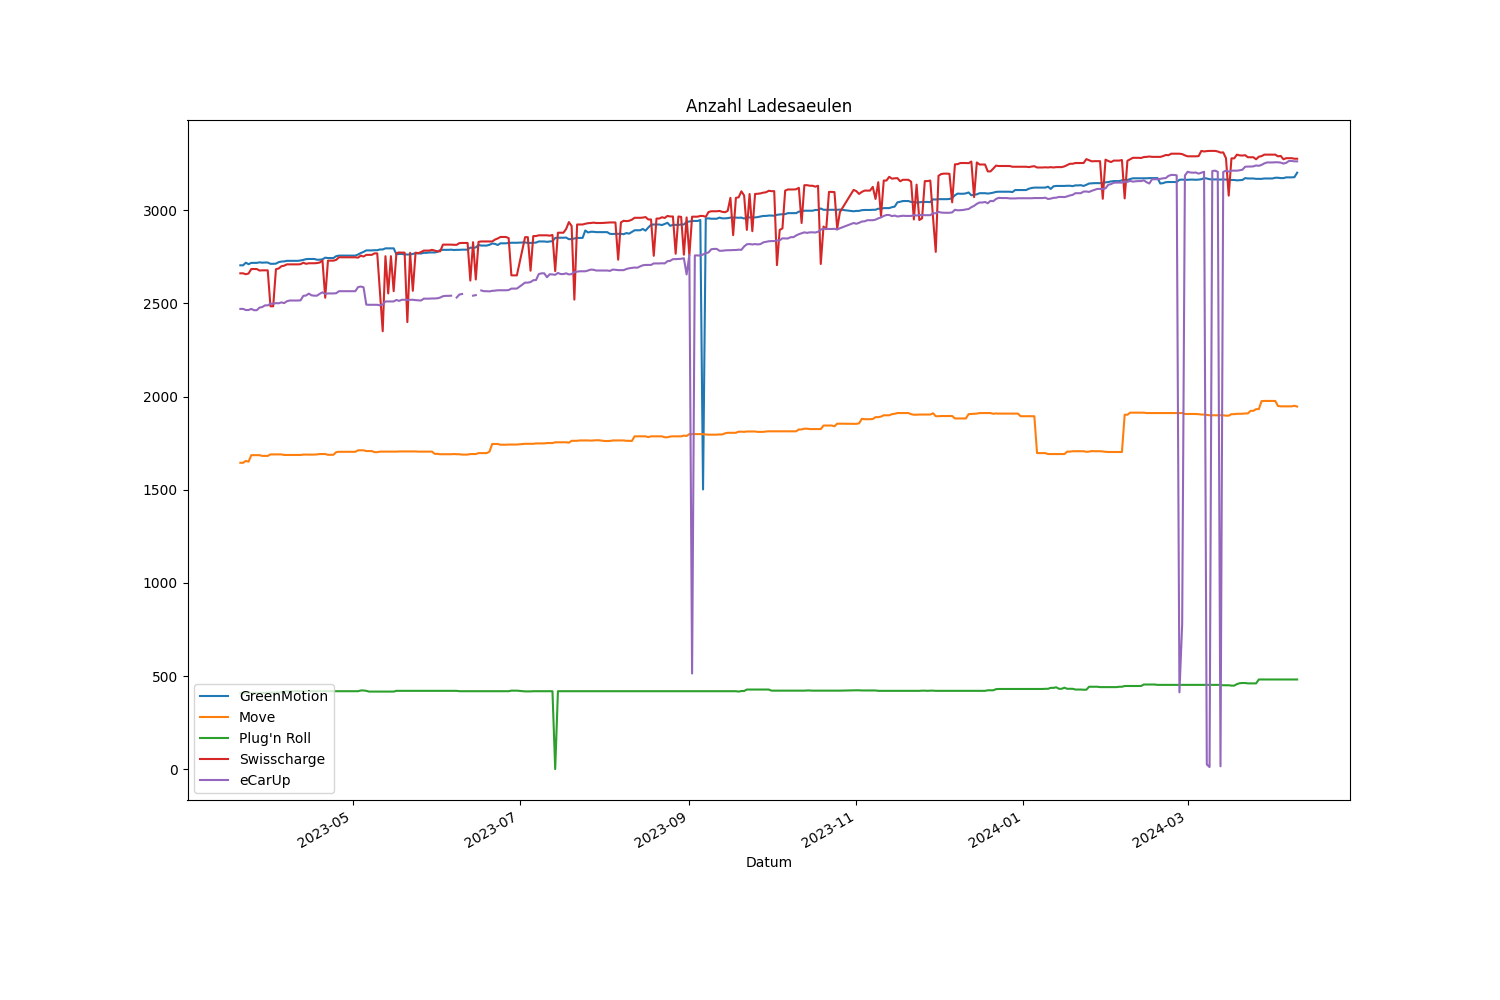 Anzahl Ladesaeulen
3000
2500
2000
1500
1000
500
0
GreenMotion
Move
Plug'n Roll
Swisscharge
eCarUp
2023-05
2023-07
2023-09
2023-11
2024-01
2024-03
Datum